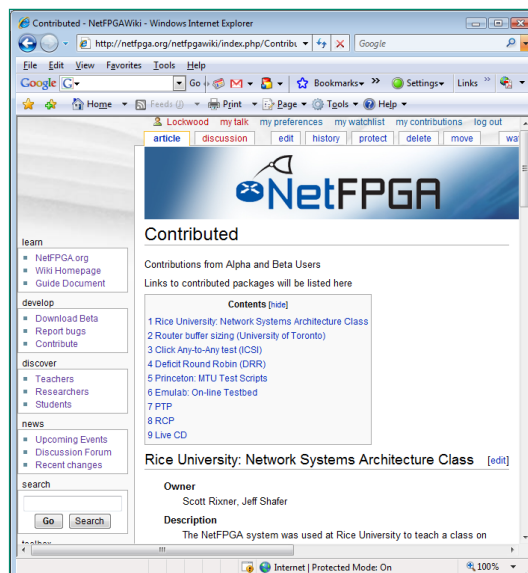 Contributed - NetFPGAWiki - Windows Internet Explorer
http://netfpga.org/netfpgawiki/index.php/Contribu
Google
File Edit View Favorites Tools Help
Google G Go Bookmarks Settings Links
Home Feeds (J) Print Page Tools Help
Lockwood my talk my preferences my watchlist my contributions log out
article discussion edit history protect delete move wa
NetFPGA
Contributed
Contributions from Alpha and Beta Users
Links to contributed packages will be listed here
Contents [hide]
1 Rice University: Network Systems Architecture Class
2 Router buffer sizing (University of Toronto)
3 Click Any-to-Any test (ICSI)
4 Deficit Round Robin (DRR)
5 Princeton: MTU Test Scripts
6 Emulab: On-line Testbed
7 PTP
8 RCP
9 Live CD
Rice University: Network Systems Architecture Class [edit]
Owner
Scott Rixner, Jeff Shafer
Description
The NetFPGA system was used at Rice University to teach a class on
learn
NetFPGA.org
Wiki Homepage
Guide Document
develop
Download Beta
Report bugs
Contribute
discover
Teachers
Researchers
Students
news
Upcoming Events
Discussion Forum
Recent changes
search
Go Search
toolbox
Internet | Protected Mode: On 100%